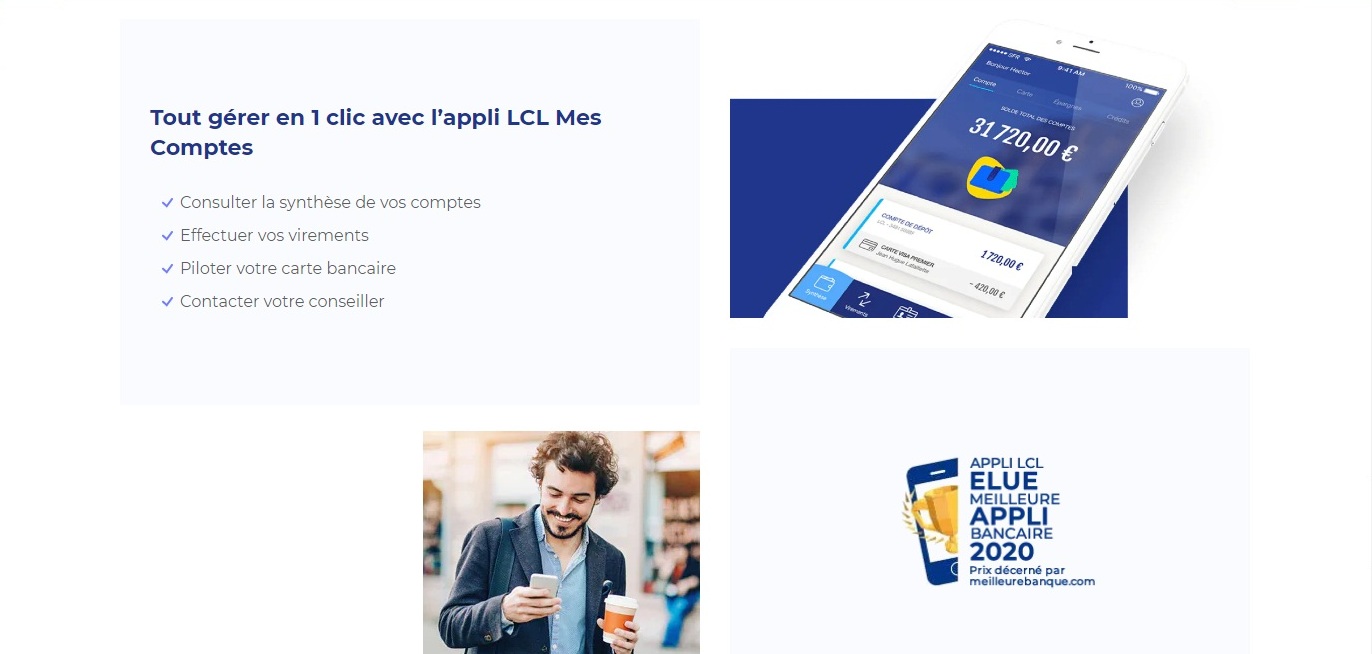 Tout gérer en 1 clic avec l’appli LCL Mes
Comptes
Consulter la synthèse de vos comptes
Effectuer vos virements
Piloter votre carte bancaire
Contacter votre conseiller
SFR
9:41 AM
100%
Bonjour Hector
Compte
Carte
Épargnes
Crédits
SOLDE TOTAL DES COMPTES
31 720,00 €
COMPTE DE DÉPÔT
1 720,00 €
CARTE VISA PREMIER
Jean Hugue Laballette
- 420,00 €
Synthèse
Virements
APPLI LCL
ELUE
MEILLEURE
APPLI
BANCAIRE
2020
Prix décerné par
meilleurebanque.com